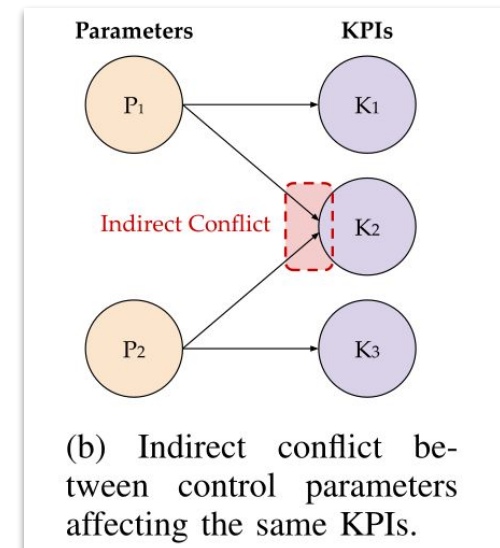 Parameters KPIs
P1 K1
Indirect Conflict K2
P2 K3
(b) Indirect conflict be-
tween control parameters
affecting the same KPIs.